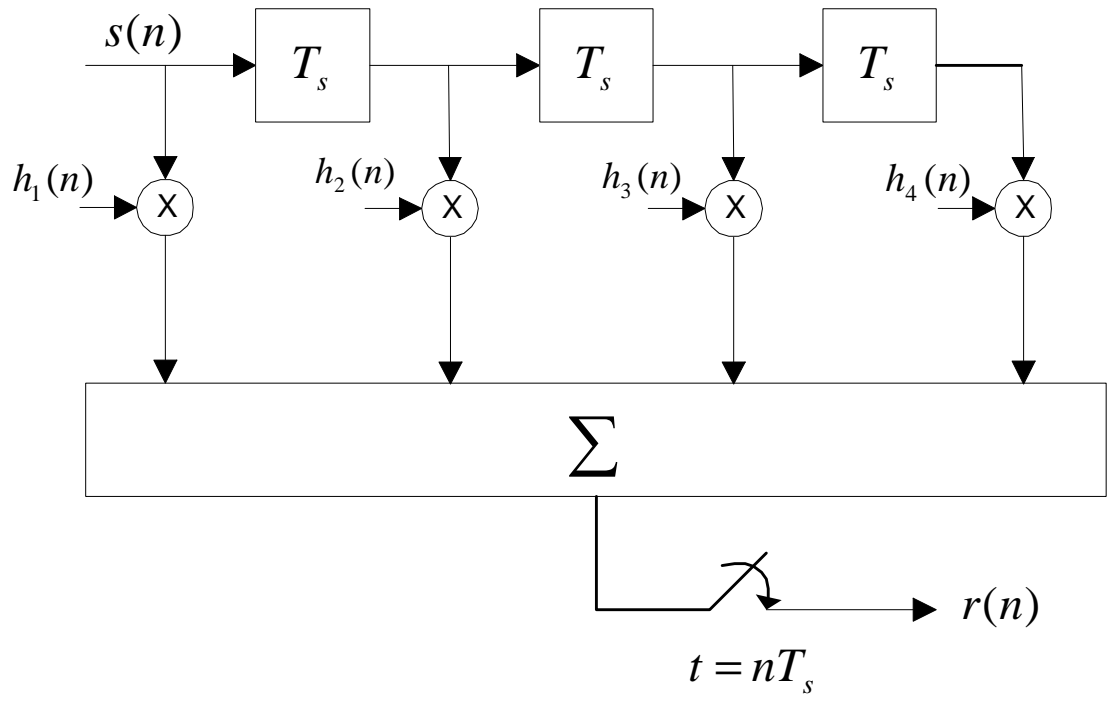 s(n)
T_s T_s T_s
h_1(n) h_2(n) h_3(n) h_4(n)
X X X X
∑
r(n)
t = nT_s